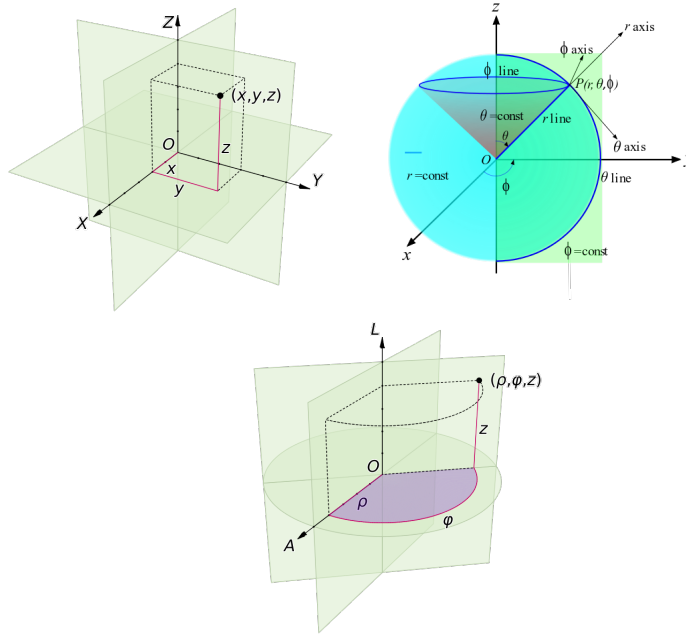 Z
(x,y,z)
O
z
x
y
Y
X
z
r axis
ϕ axis
ϕ line
P(r, θ,ϕ)
θ=const
r line
θ
θ axis
O
r=const
ϕ
θ line
x
ϕ=const
L
(ρ,φ,z)
z
O
ρ
φ
A